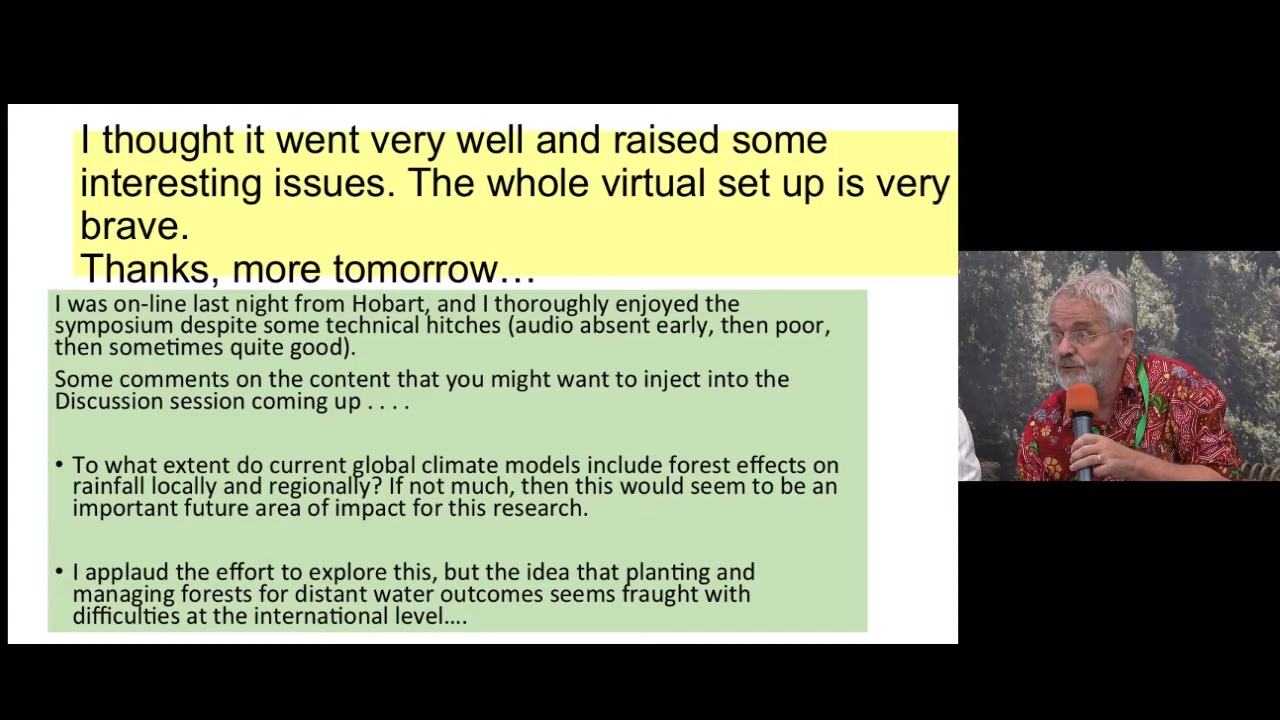 I thought it went very well and raised some
interesting issues. The whole virtual set up is very
brave.
Thanks, more tomorrow…
I was on-line last night from Hobart, and I thoroughly enjoyed the
symposium despite some technical hitches (audio absent early, then poor,
then sometimes quite good).
Some comments on the content that you might want to inject into the
Discussion session coming up . . . .
• To what extent do current global climate models include forest effects on
rainfall locally and regionally? If not much, then this would seem to be an
important future area of impact for this research.
• I applaud the effort to explore this, but the idea that planting and
managing forests for distant water outcomes seems fraught with
difficulties at the international level….